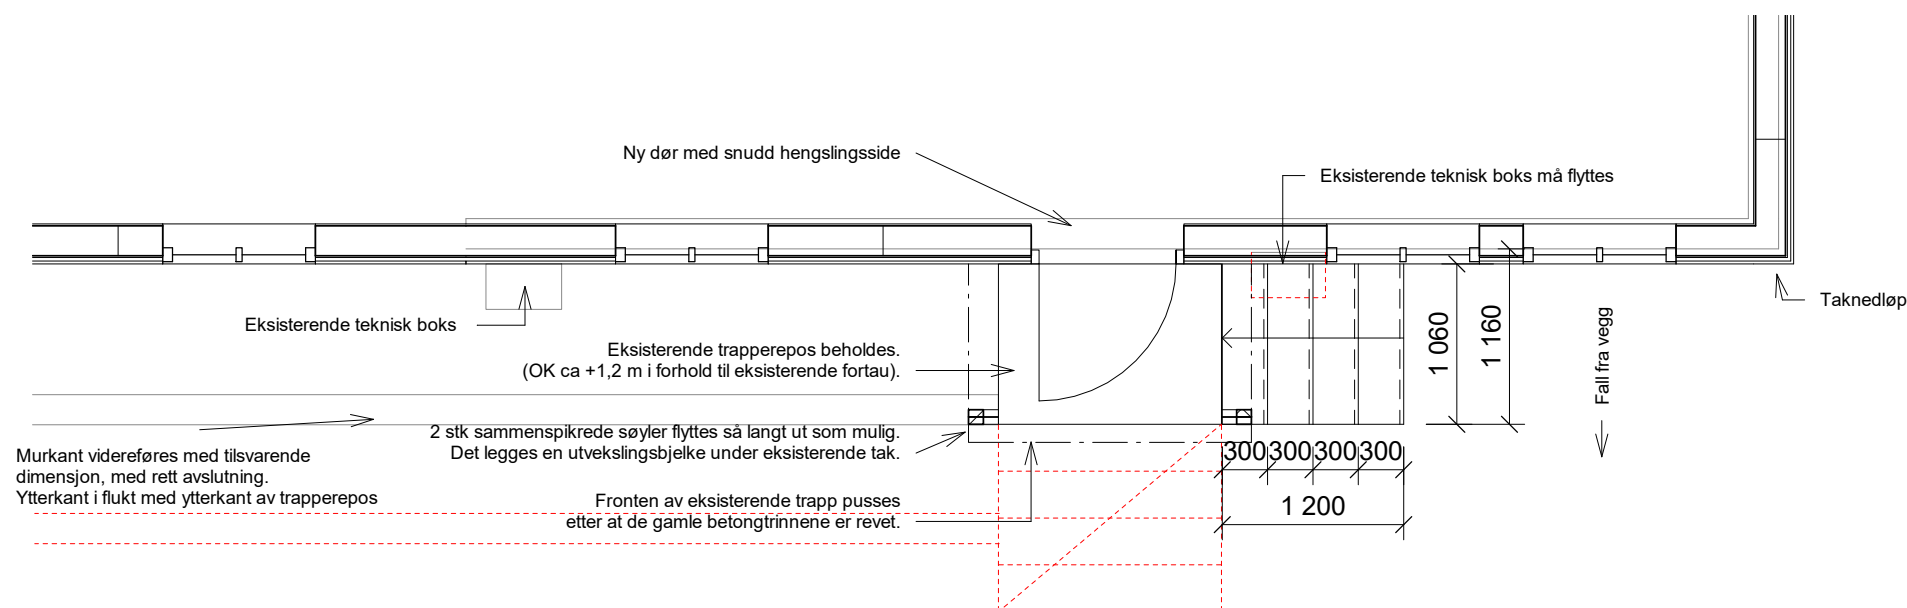 Ny dør med snudd hengslingsside
Eksisterende teknisk boks må flyttes
Eksisterende teknisk boks
Taknedløp
Eksisterende trapperepos beholdes.
(OK ca +1,2 m i forhold til eksisterende fortau).
1 060
1 160
Fall fra vegg
2 stk sammenspikrede søyler flyttes så langt ut som mulig.
Det legges en utvekslingsbjelke under eksisterende tak.
Murkant videreføres med tilsvarende
dimensjon, med rett avslutning.
Ytterkant i flukt med ytterkant av trapperepos
300 300 300 300
1 200
Fronten av eksisterende trapp pusses
etter at de gamle betongtrinnene er revet.